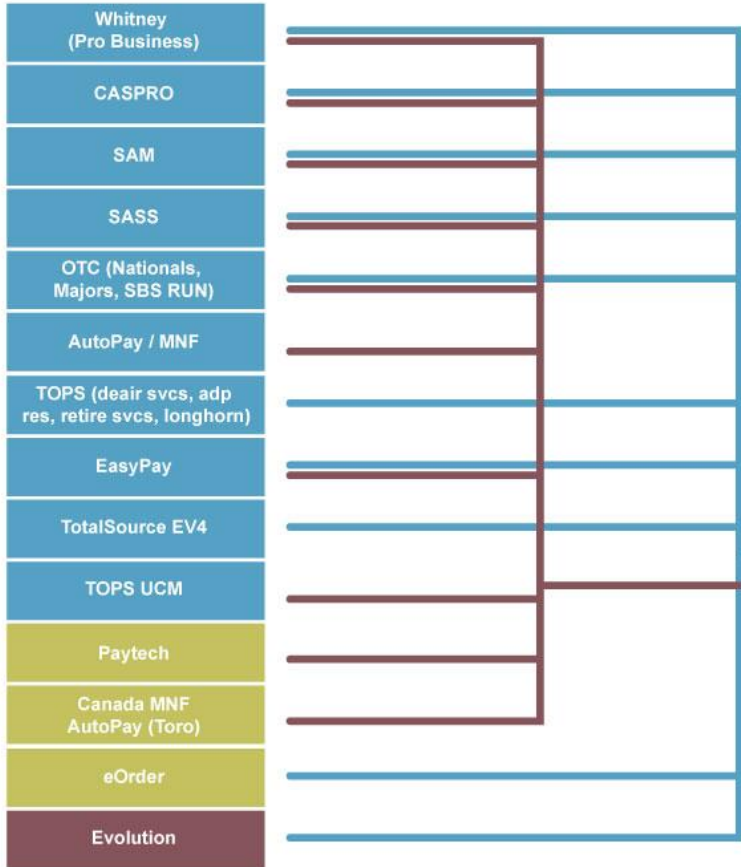 Whitney
(Pro Business)
CASPRO
SAM
SASS
OTC (Nationals,
Majors, SBS RUN)
AutoPay / MNF
TOPS (deair svcs, adp
res, retire svcs, longhorn)
EasyPay
TotalSource EV4
TOPS UCM
Paytech
Canada MNF
AutoPay (Toro)
eOrder
Evolution